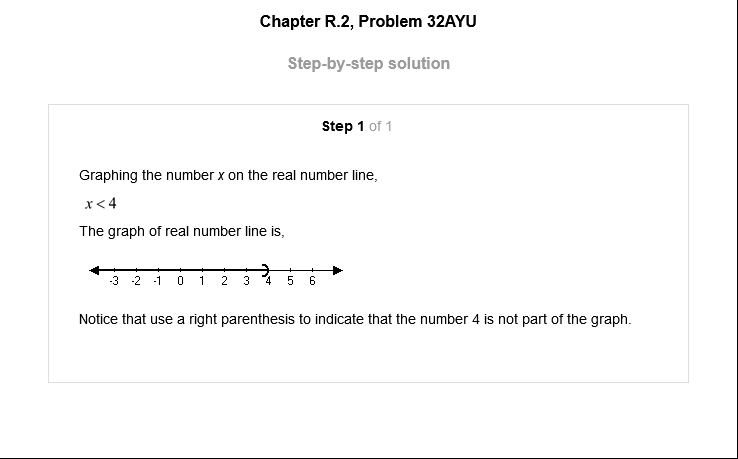 Chapter R.2, Problem 32AYU
Step-by-step solution
Step 1 of 1
Graphing the number x on the real number line,
x < 4
The graph of real number line is,
-3 -2 -1 0 1 2 3 4 5 6
Notice that use a right parenthesis to indicate that the number 4 is not part of the graph.